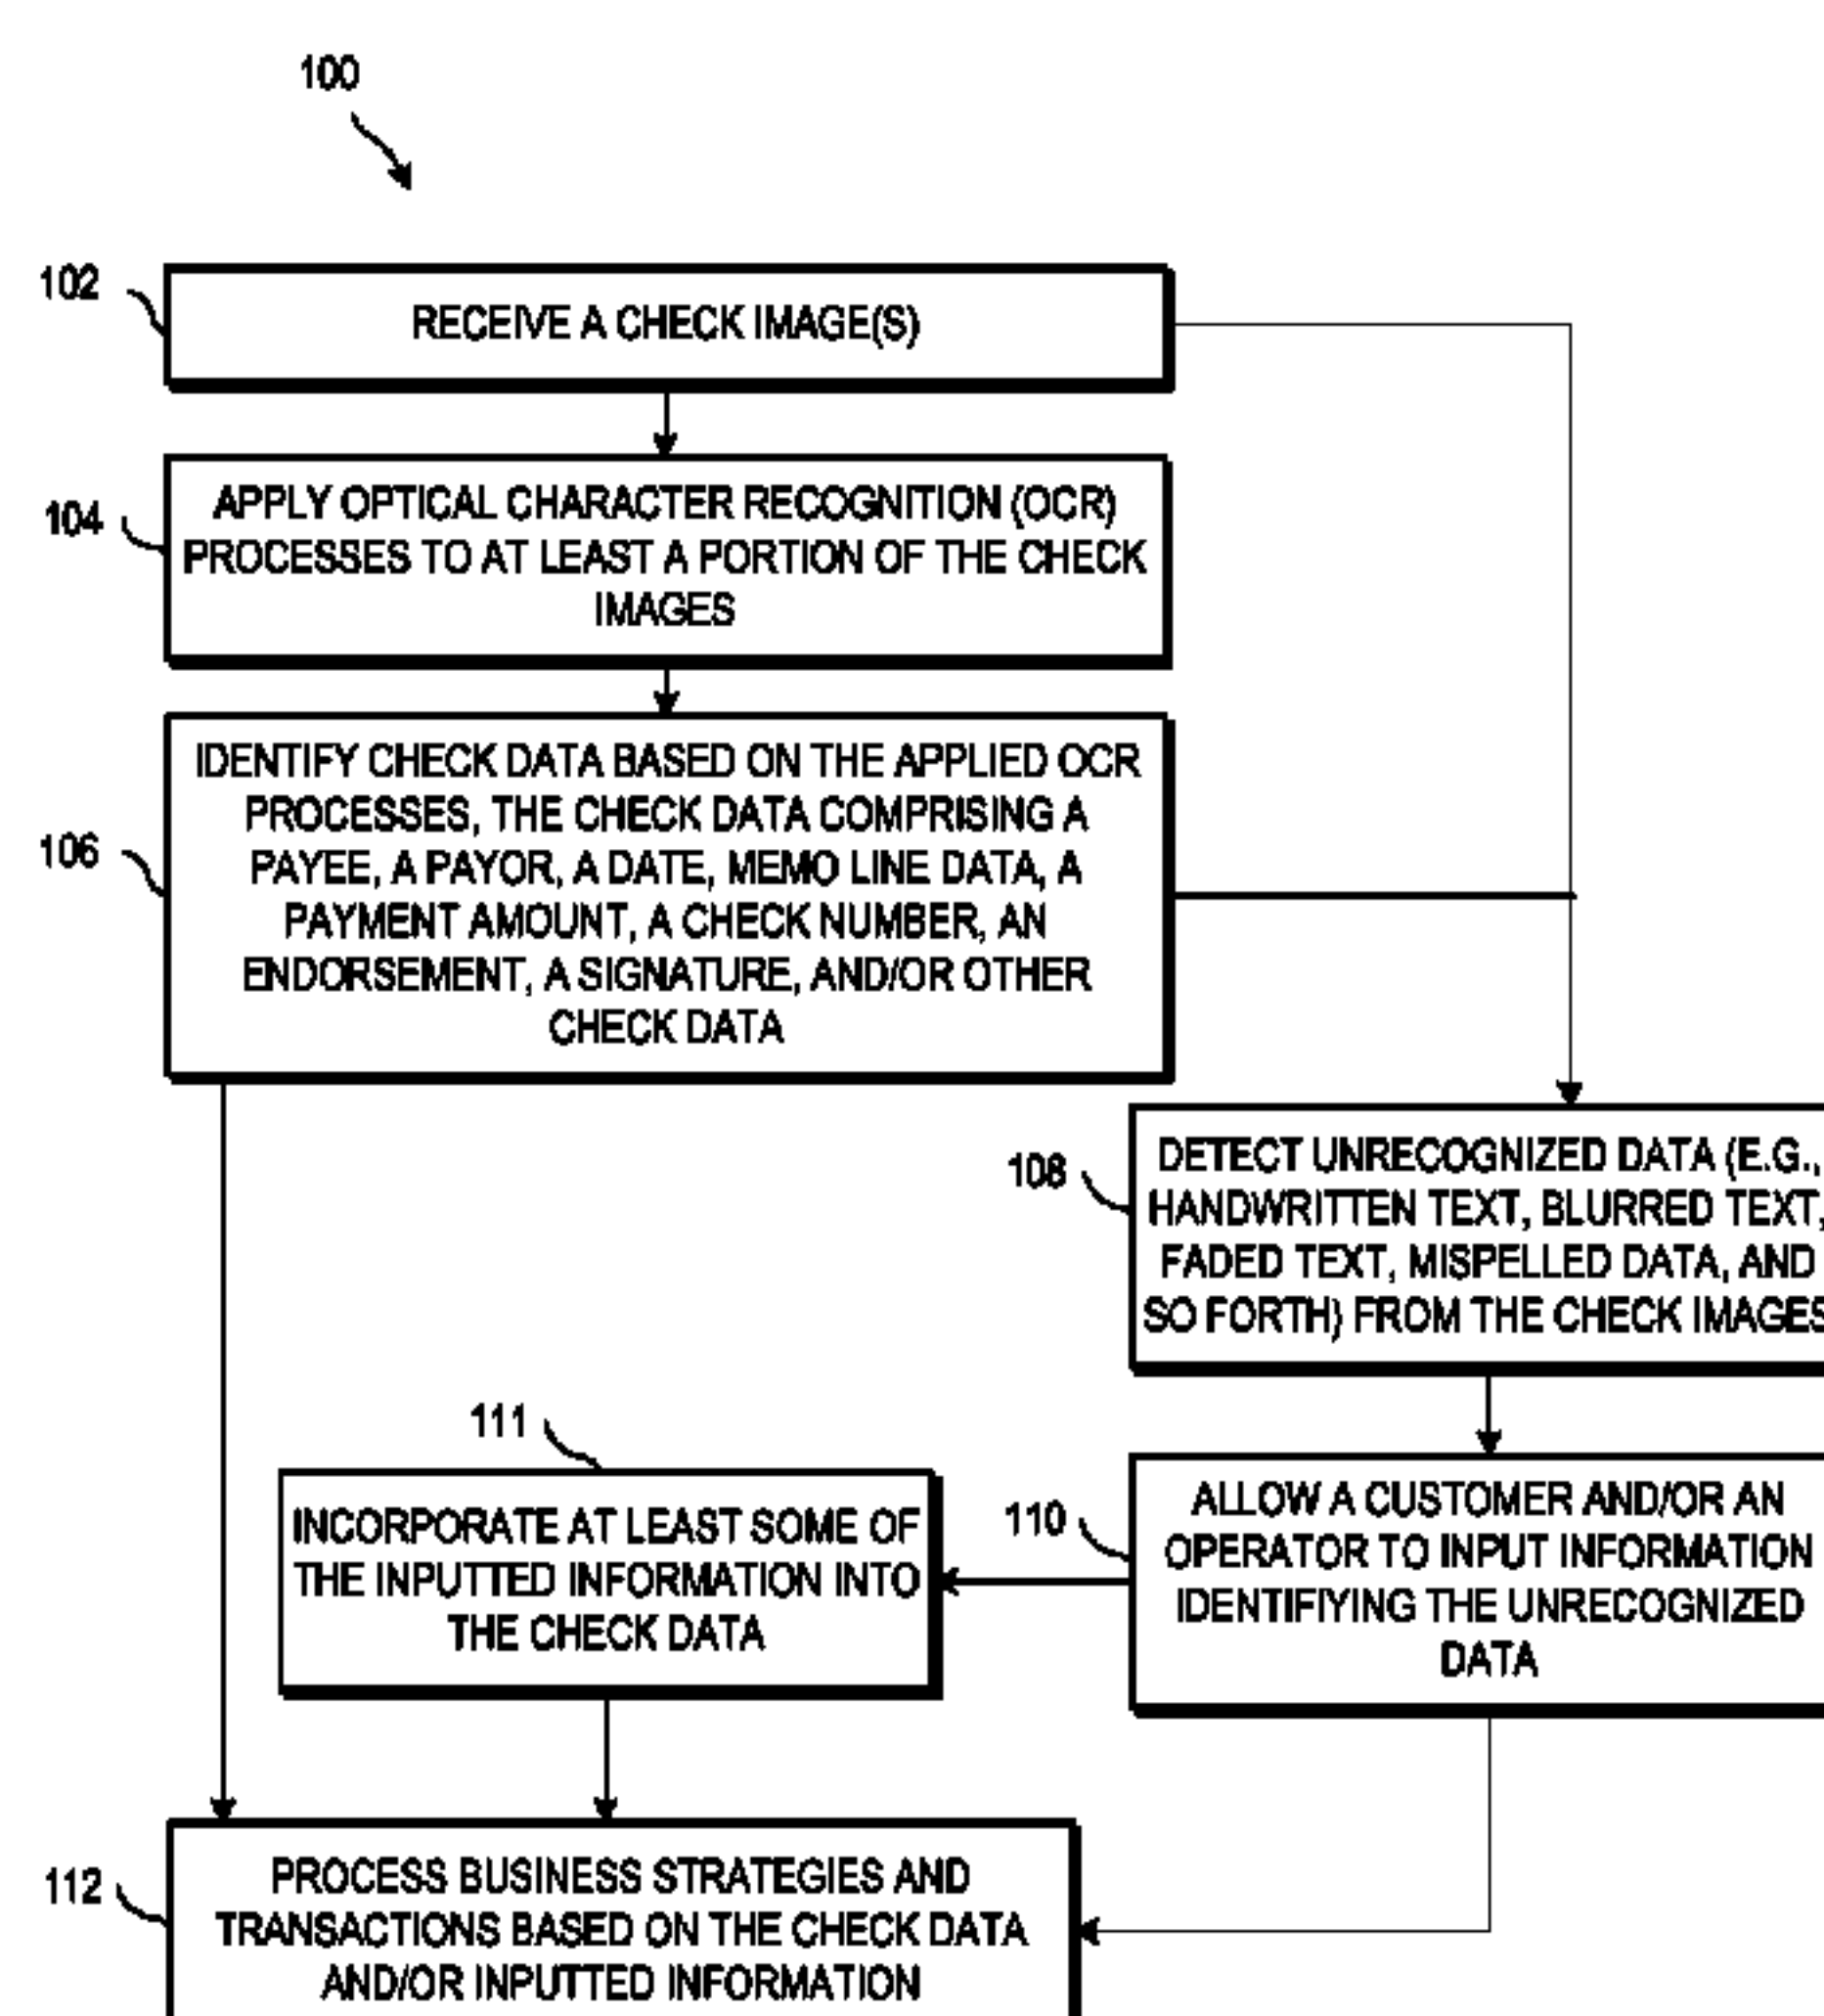 100
102
RECEIVE A CHECK IMAGE(S)
104
APPLY OPTICAL CHARACTER RECOGNITION (OCR)
PROCESSES TO AT LEAST A PORTION OF THE CHECK
IMAGES
106
IDENTIFY CHECK DATA BASED ON THE APPLIED OCR
PROCESSES, THE CHECK DATA COMPRISING A
PAYEE, A PAYOR, A DATE, MEMO LINE DATA, A
PAYMENT AMOUNT, A CHECK NUMBER, AN
ENDORSEMENT, A SIGNATURE, AND/OR OTHER
CHECK DATA
108
DETECT UNRECOGNIZED DATA (E.G.,
HANDWRITTEN TEXT, BLURRED TEXT,
FADED TEXT, MISPELLED DATA, AND
SO FORTH) FROM THE CHECK IMAGES
111
INCORPORATE AT LEAST SOME OF
THE INPUTTED INFORMATION INTO
THE CHECK DATA
110
ALLOW A CUSTOMER AND/OR AN
OPERATOR TO INPUT INFORMATION
IDENTIFIYING THE UNRECOGNIZED
DATA
112
PROCESS BUSINESS STRATEGIES AND
TRANSACTIONS BASED ON THE CHECK DATA
AND/OR INPUTTED INFORMATION